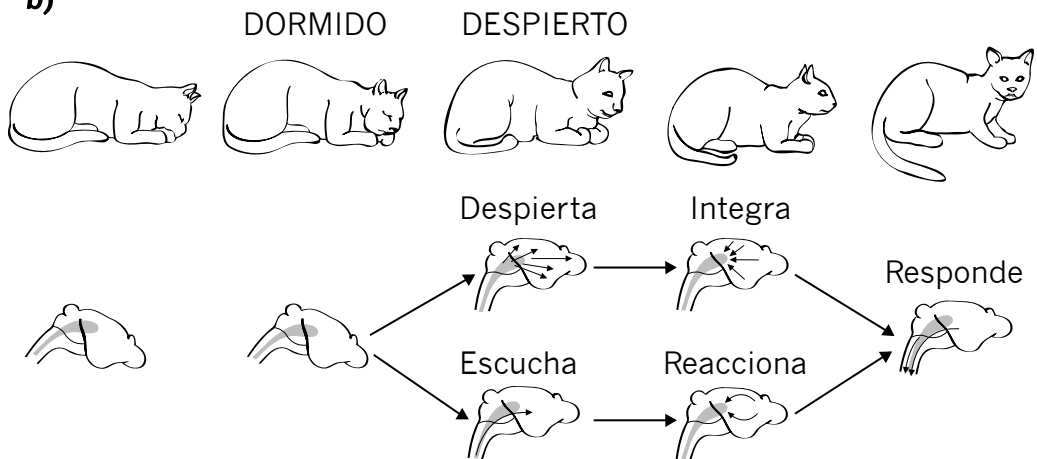 b)
DORMIDO DESPIERTO
Despierta Integra
Responde
Escucha Reacciona